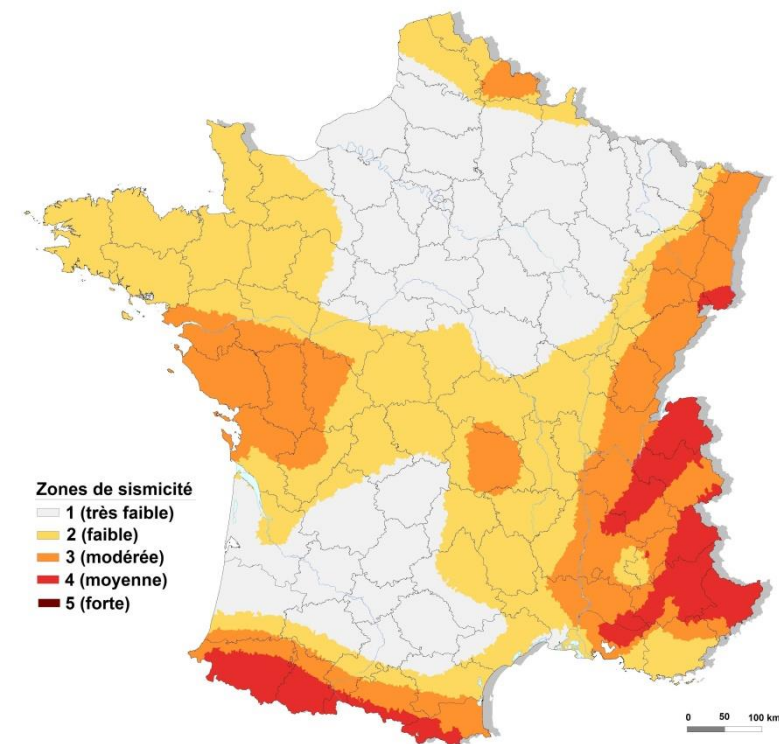 Zones de sismicité
1 (très faible)
2 (faible)
3 (modérée)
4 (moyenne)
5 (forte)
0 50 100 km